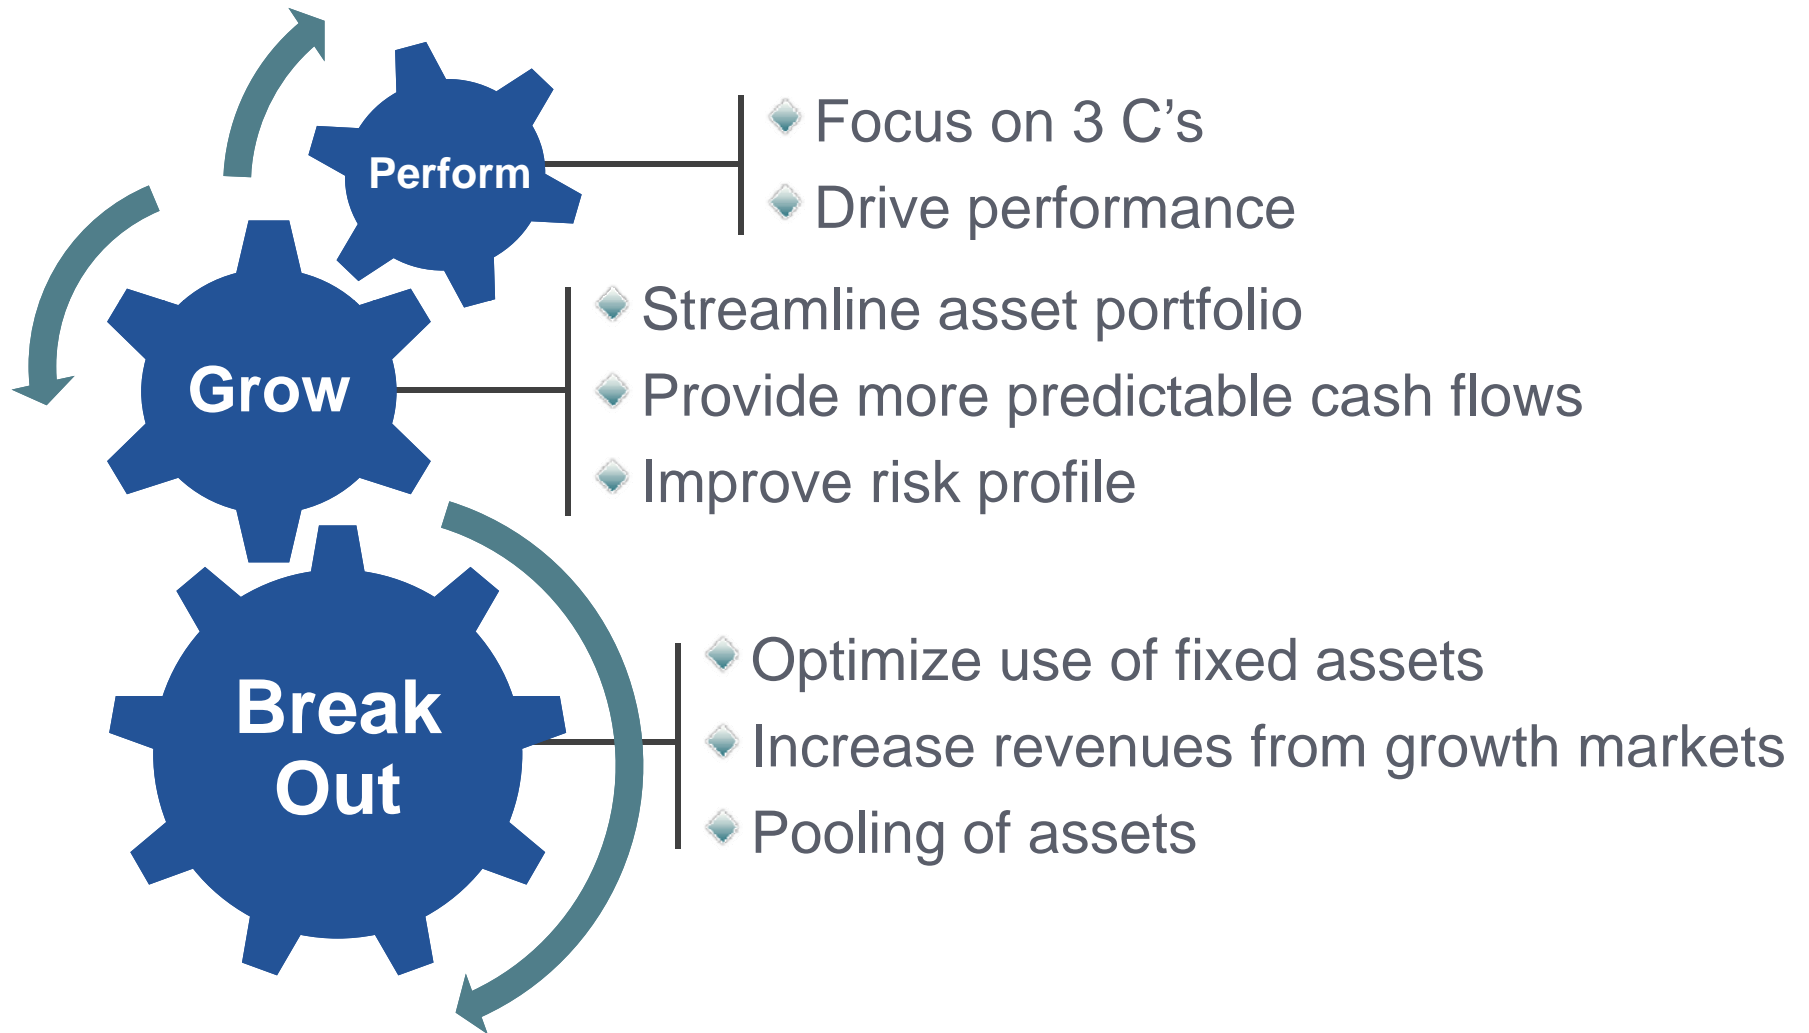 Perform
Focus on 3 C’s
Drive performance
Grow
Streamline asset portfolio
Provide more predictable cash flows
Improve risk profile
Break
Out
Optimize use of fixed assets
Increase revenues from growth markets
Pooling of assets